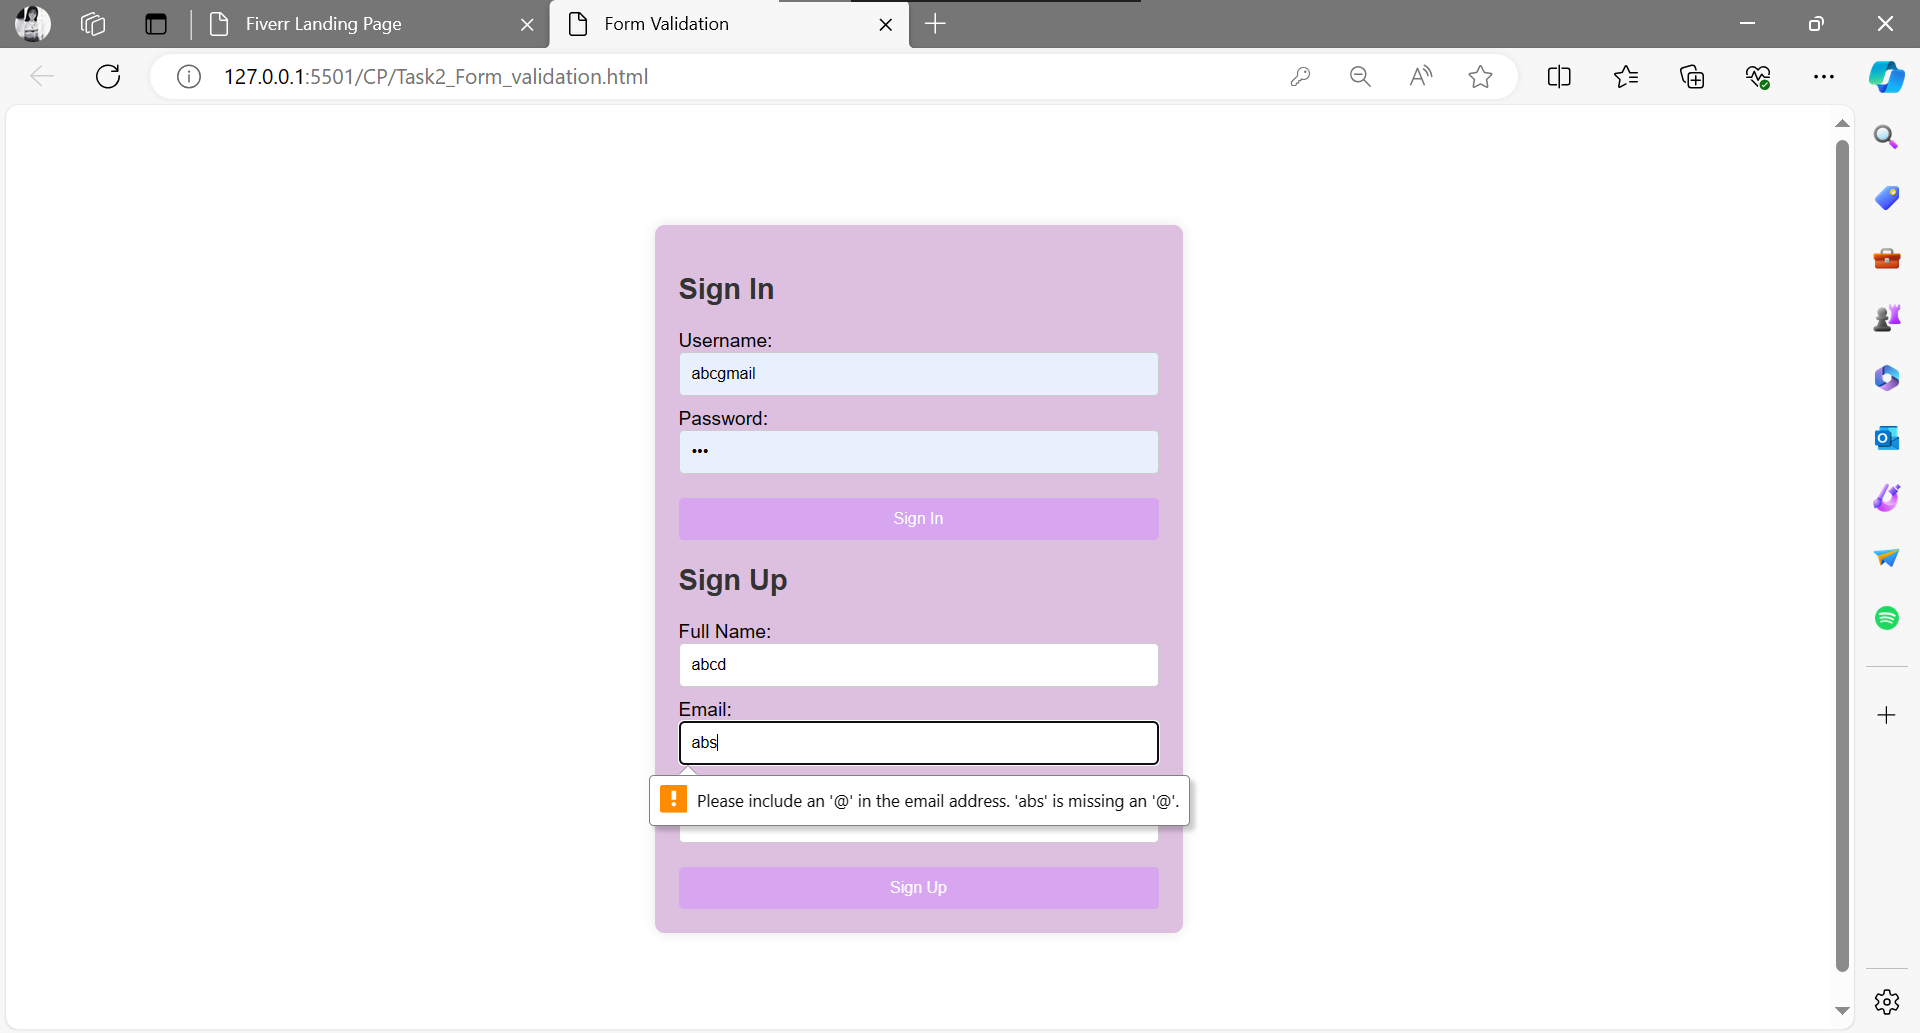 Fiverr Landing Page
Form Validation
127.0.0.1:5501/CP/Task2_Form_validation.html
Sign In
Username:
abcgmail
Password:
•••
Sign In
Sign Up
Full Name:
abcd
Email:
abs
Please include an '@' in the email address. 'abs' is missing an '@'.
Sign Up